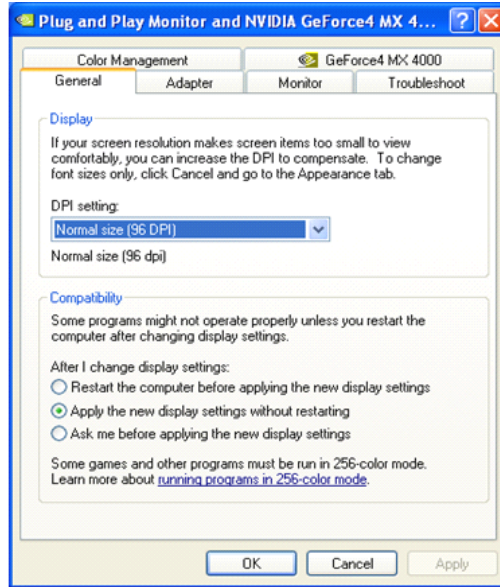 Plug and Play Monitor and NVIDIA GeForce4 MX 4...
Color Management
GeForce4 MX 4000
General
Adapter
Monitor
Troubleshoot
Display
If your screen resolution makes screen items too small to view
comfortably, you can increase the DPI to compensate. To change
font sizes only, click Cancel and go to the Appearance tab.
DPI setting:
Normal size (96 DPI)
Normal size (96 dpi)
Compatibility
Some programs might not operate properly unless you restart the
computer after changing display settings.
After I change display settings:
Restart the computer before applying the new display settings
Apply the new display settings without restarting
Ask me before applying the new display settings
Some games and other programs must be run in 256-color mode.
Learn more about running programs in 256-color mode.
OK
Cancel
Apply